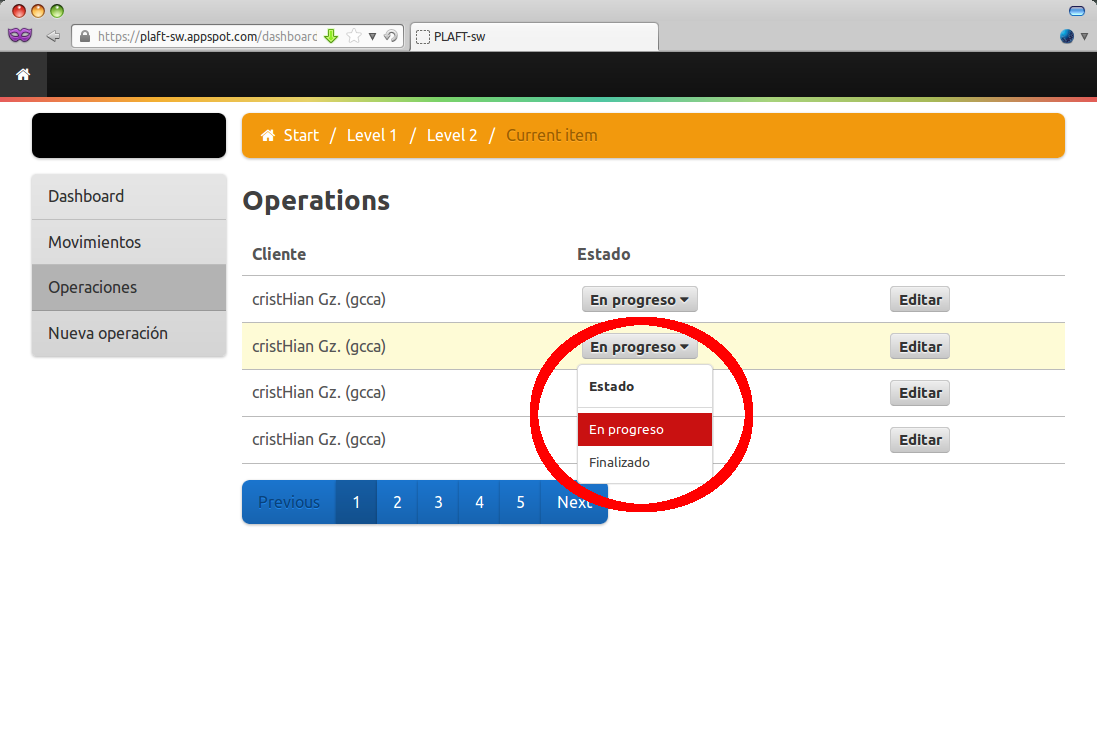 https://plaft-sw.appspot.com/dashboard
PLAFT-sw
Start / Level 1 / Level 2 / Current item
Dashboard
Movimientos
Operaciones
Nueva operación
Operations
Cliente Estado
cristHian Gz. (gcca) En progreso Editar
cristHian Gz. (gcca) En progreso Editar
Estado
cristHian Gz. (gcca) Editar
En progreso
cristHian Gz. (gcca) Editar
Finalizado
Previous 1 2 3 4 5 Next